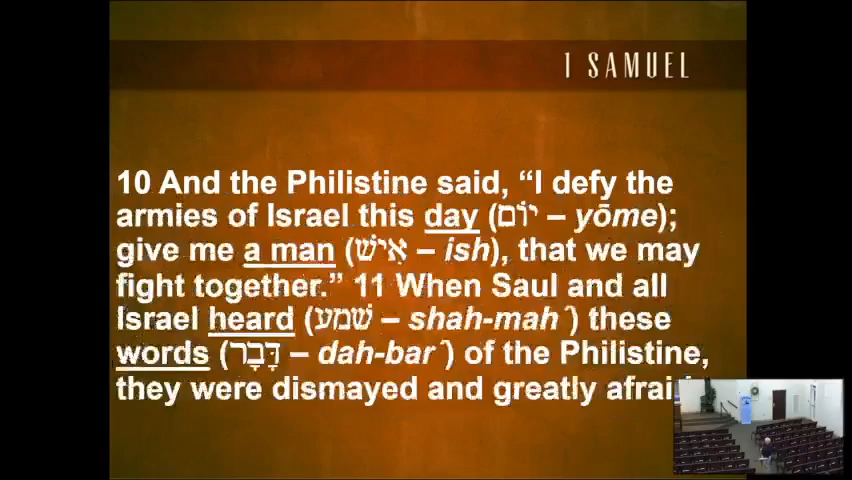 1 SAMUEL
10 And the Philistine said, “I defy the
armies of Israel this day (יוֹם – yōme);
give me a man (אִישׁ – ish), that we may
fight together.” 11 When Saul and all
Israel heard (שׁמע – shah-mah´) these
words (דָּבָר – dah-bar´) of the Philistine,
they were dismayed and greatly afrai